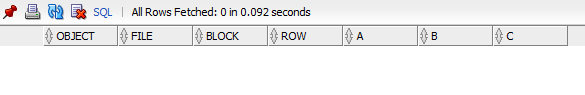 SQL | All Rows Fetched: 0 in 0.092 seconds
OBJECT FILE BLOCK ROW A B C